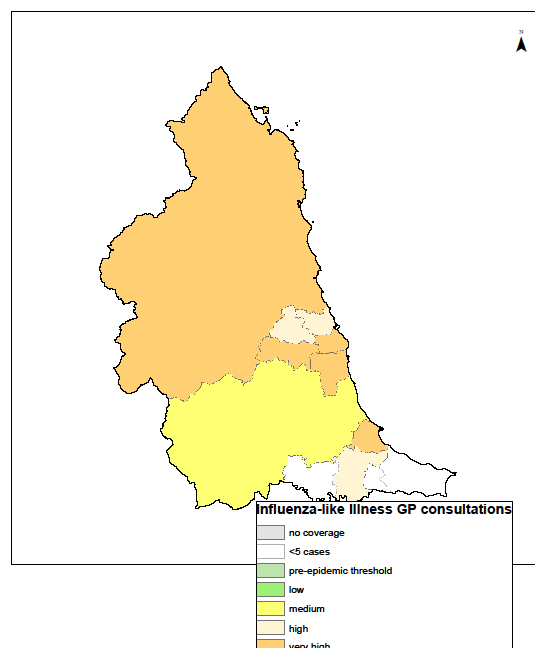 N
Influenza-like Illness GP consultations
no coverage
<5 cases
pre-epidemic threshold
low
medium
high
very high